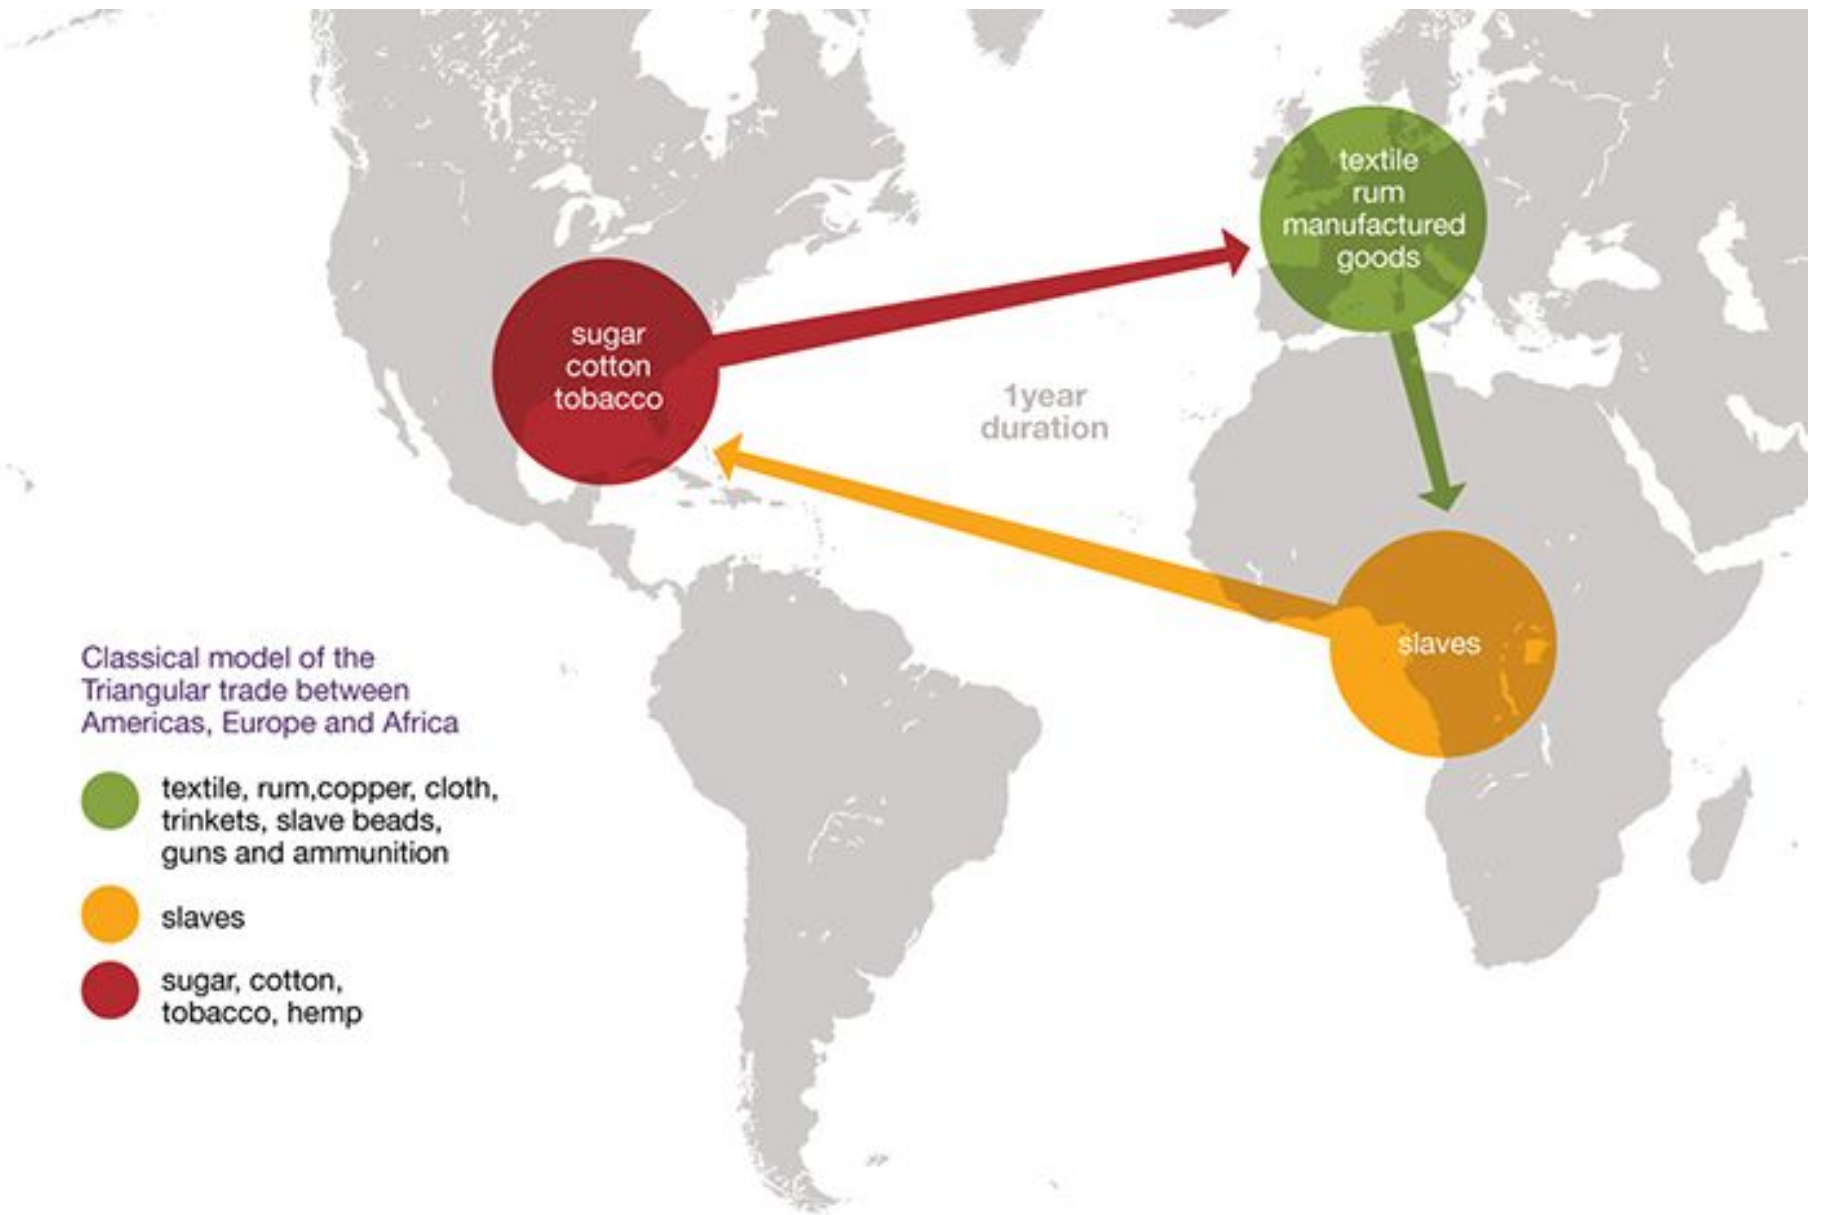 textile
rum
manufactured
goods
sugar
cotton
tobacco
1year
duration
slaves
Classical model of the
Triangular trade between
Americas, Europe and Africa
textile, rum,copper, cloth,
trinkets, slave beads,
guns and ammunition
slaves
sugar, cotton,
tobacco, hemp